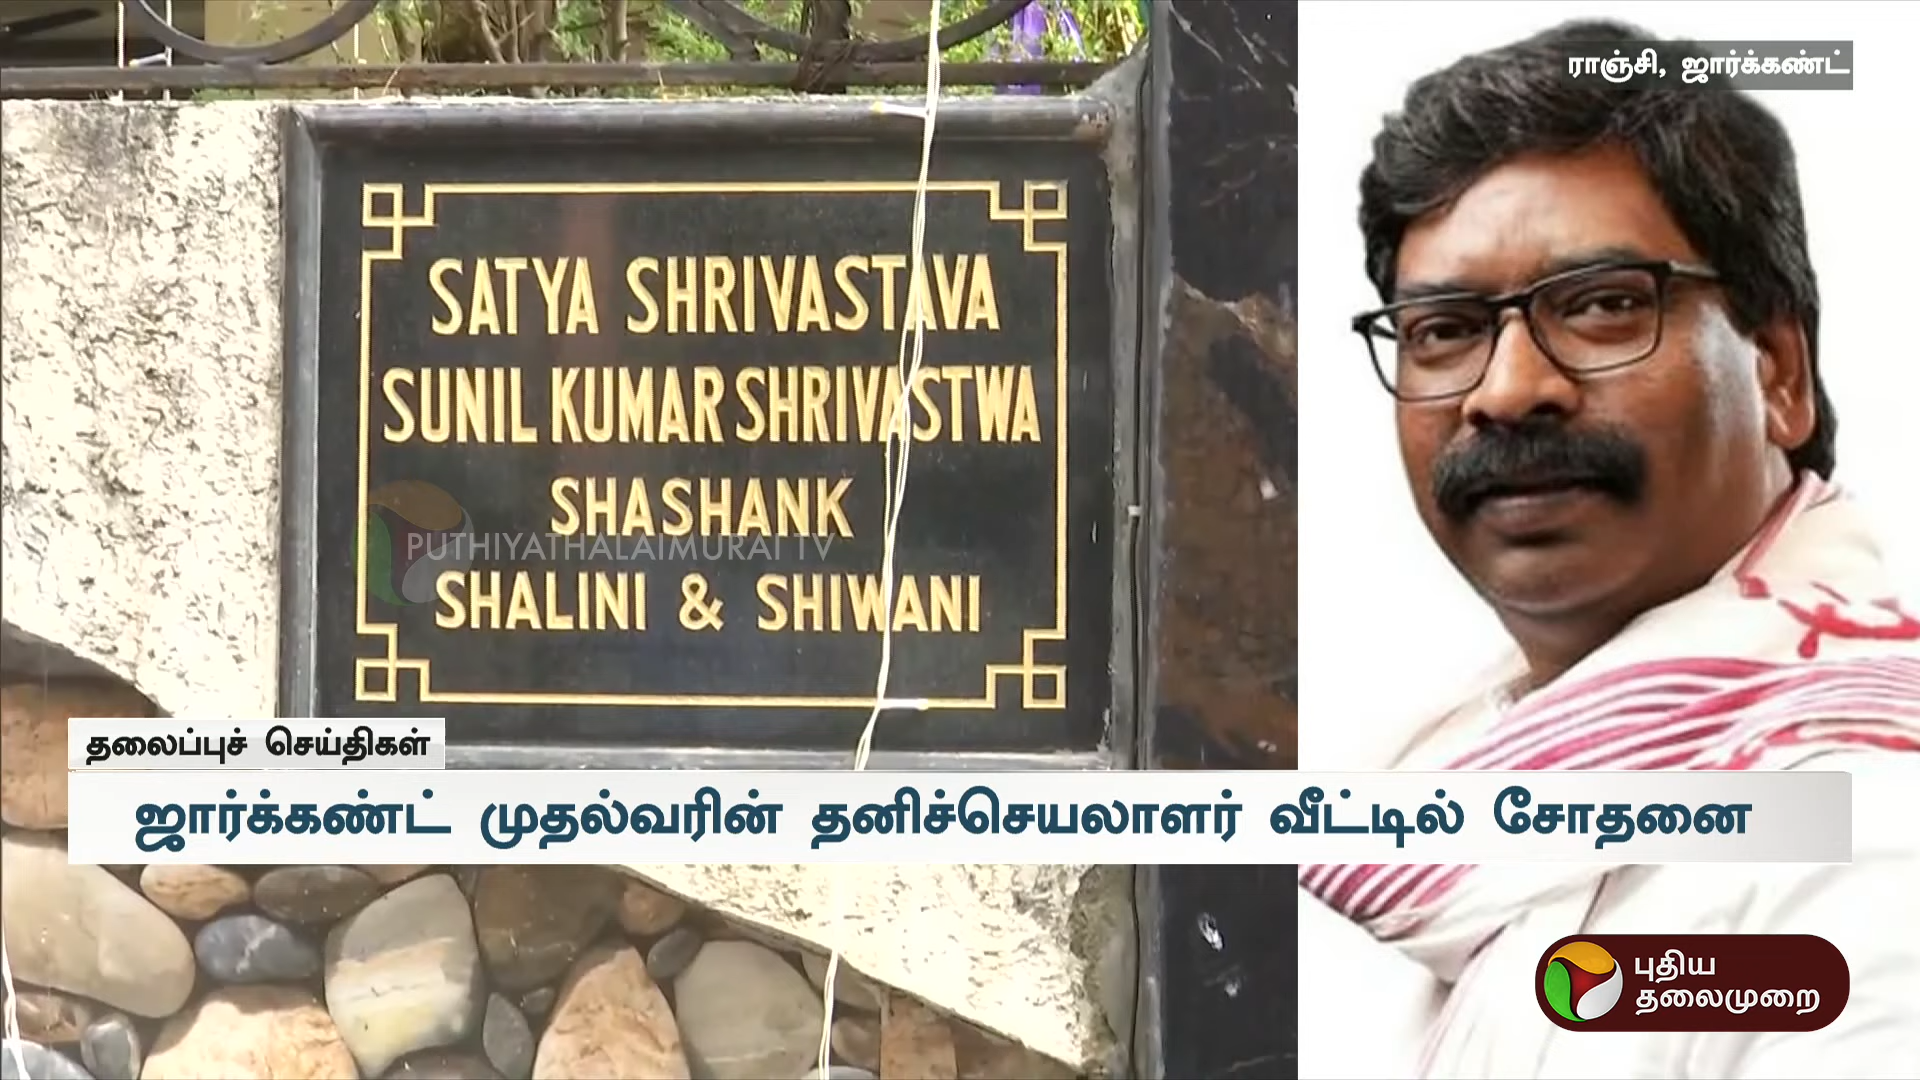 ராஞ்சி, ஜார்க்கண்ட்
SATYA SHRIVASTAVA
SUNIL KUMAR SHRIVASTWA
SHASHANK
PUTHIYATHALAIMURAI TV
SHALINI & SHIWANI
தலைப்புச் செய்திகள்
ஜார்க்கண்ட் முதல்வரின் தனிச்செயலாளர் வீட்டில் சோதனை
புதிய
தலைமுறை